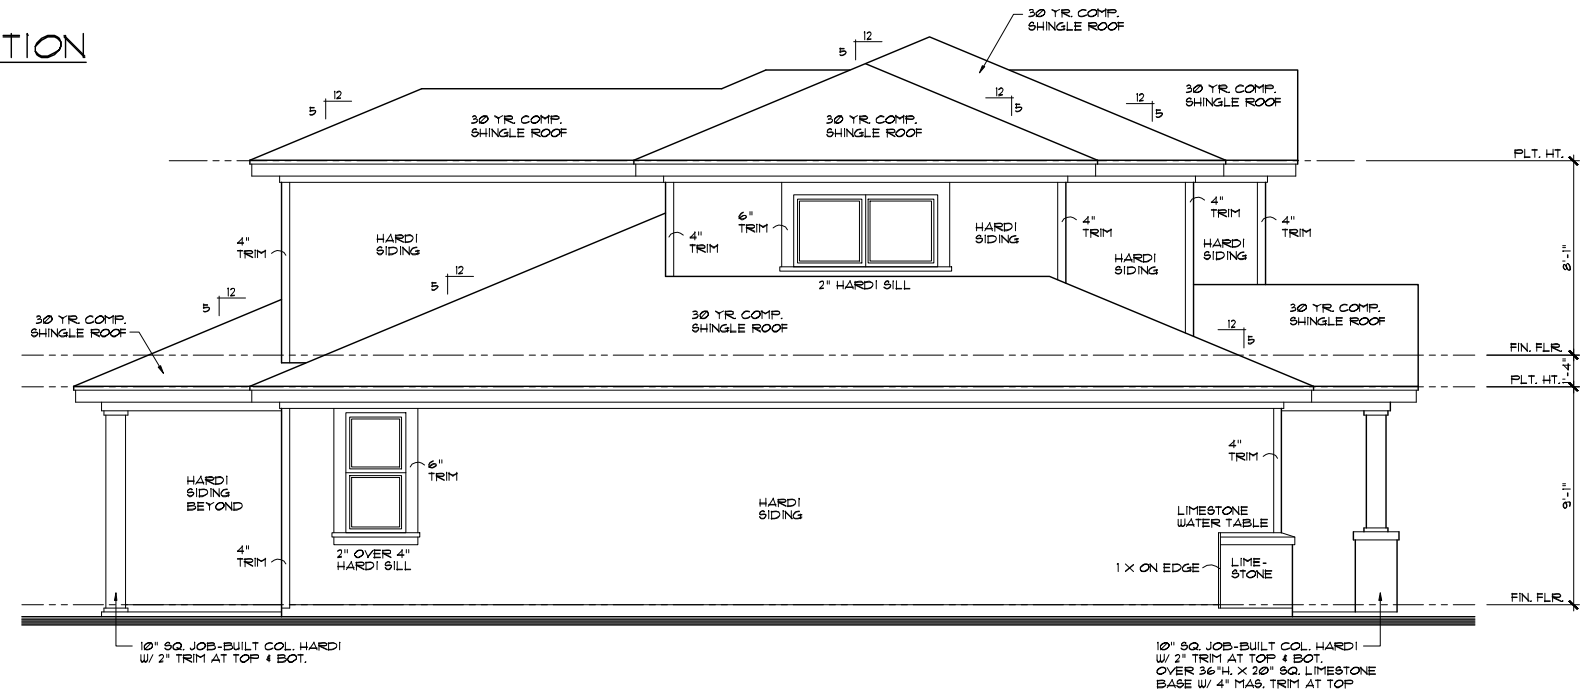 TION
30 YR. COMP.
SHINGLE ROOF
12
5
12
5
30 YR. COMP.
SHINGLE ROOF
30 YR. COMP.
SHINGLE ROOF
12
5
12
5
30 YR. COMP.
SHINGLE ROOF
PLT. HT.
4"
TRIM
HARDI
SIDING
4"
TRIM
6"
TRIM
HARDI
SIDING
4"
TRIM
HARDI
SIDING
4"
TRIM
HARDI
SIDING
4"
TRIM
8'-1"
2" HARDI SILL
12
5
12
5
30 YR. COMP.
SHINGLE ROOF
30 YR. COMP.
SHINGLE ROOF
12
5
30 YR. COMP.
SHINGLE ROOF
FIN. FLR.
1'-4"
PLT. HT.
HARDI
SIDING
BEYOND
6"
TRIM
HARDI
SIDING
4"
TRIM
9'-1"
LIMESTONE
WATER TABLE
4"
TRIM
2" OVER 4"
HARDI SILL
1 X ON EDGE
LIME-
STONE
FIN. FLR.
10" SQ. JOB-BUILT COL. HARDI
W/ 2" TRIM AT TOP & BOT.
10" SQ. JOB-BUILT COL. HARDI
W/ 2" TRIM AT TOP & BOT.
OVER 36"H. X 20" SQ. LIMESTONE
BASE W/ 4" MAS. TRIM AT TOP